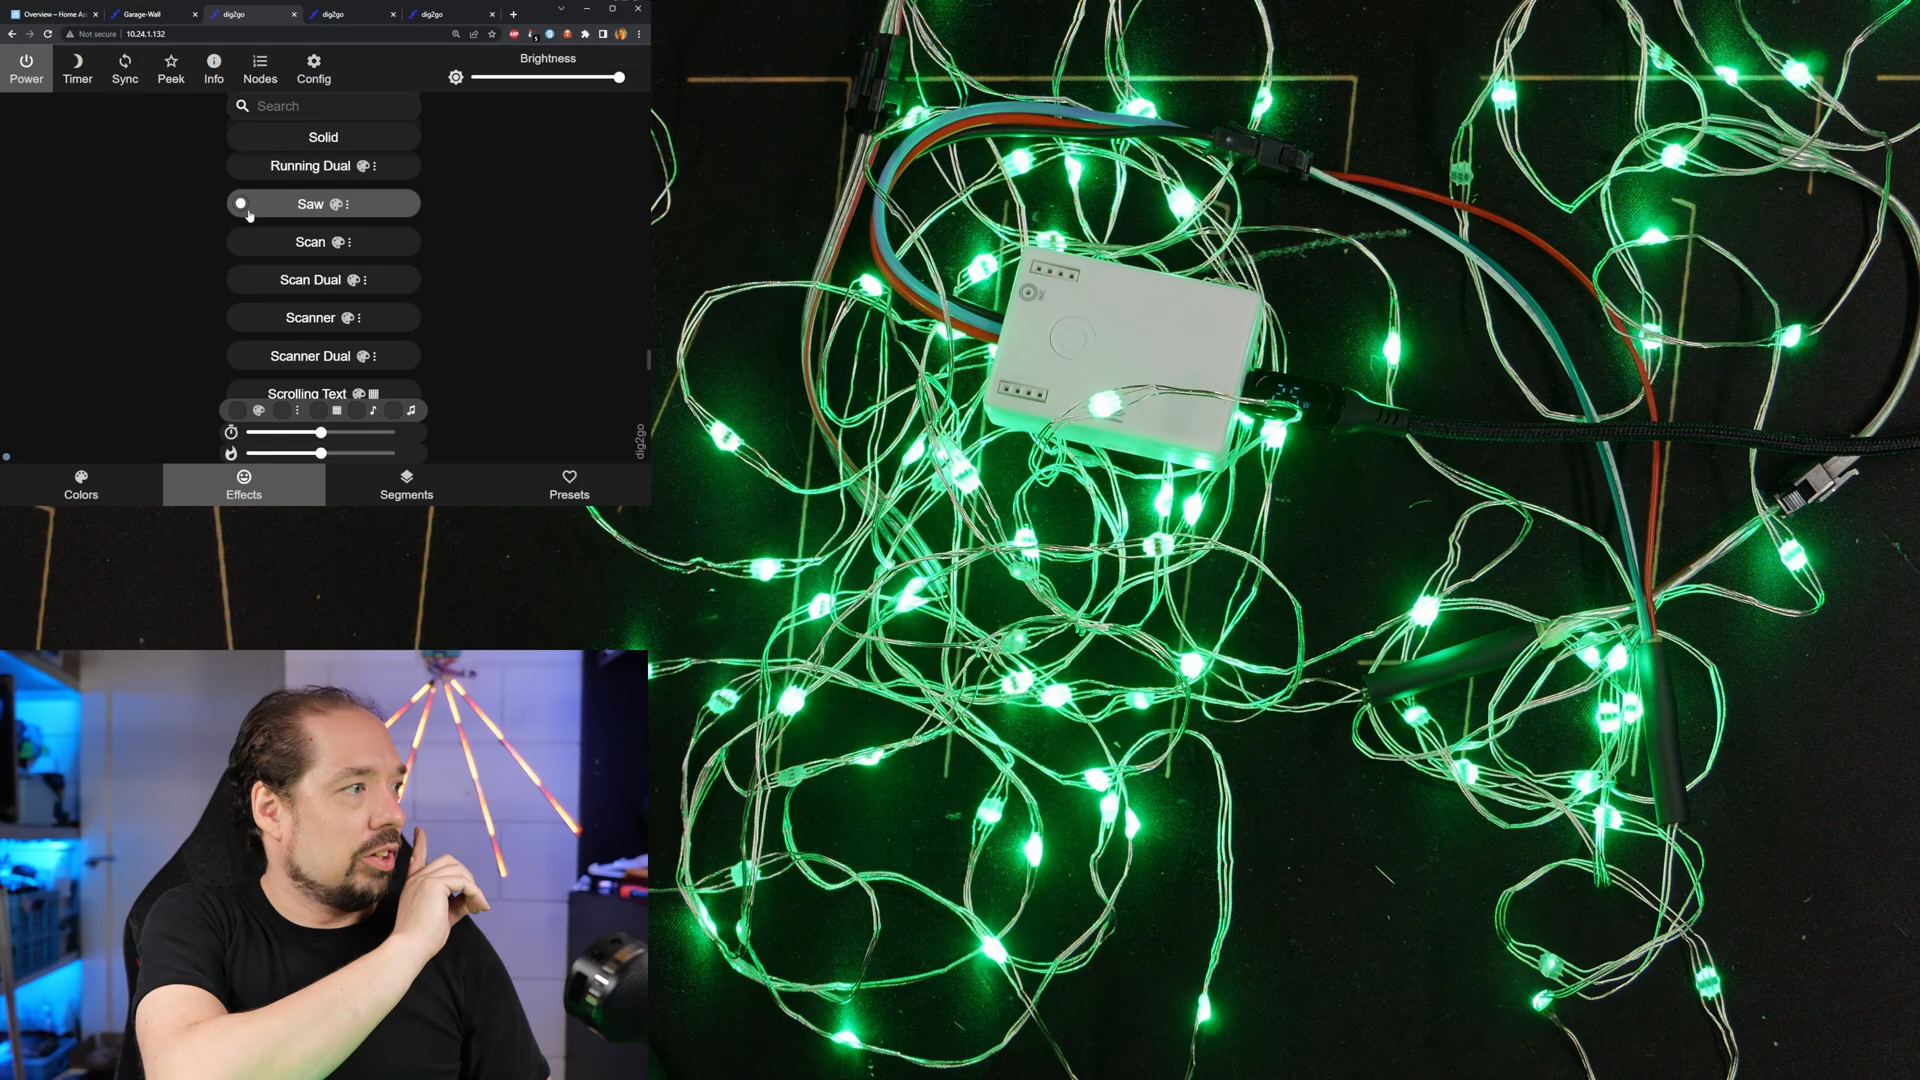 Overview – Home As
Garage-Wall
dig2go
dig2go
dig2go
Not secure
10.24.1.132
Power
Timer
Sync
Peek
Info
Nodes
Config
Brightness
Search
Solid
Running Dual
Saw
Scan
Scan Dual
Scanner
Scanner Dual
Scrolling Text
dig2go
Colors
Effects
Segments
Presets
MIC
W